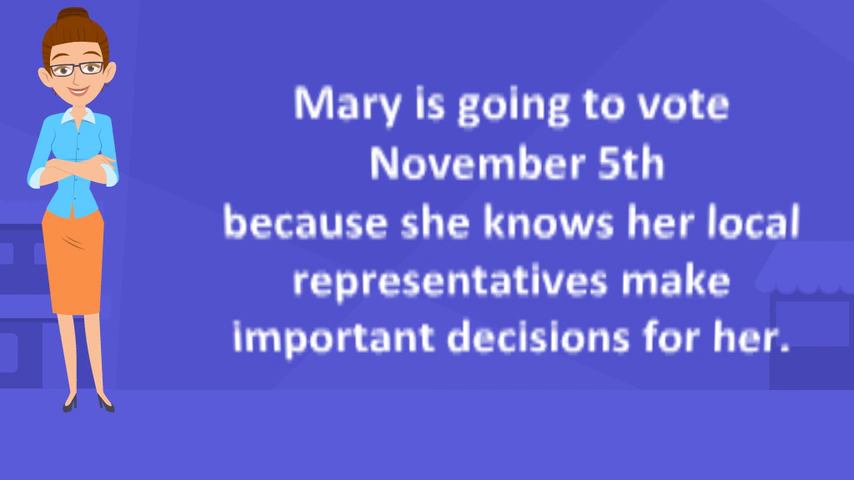 Mary is going to vote
November 5th
because she knows her local
representatives make
important decisions for her.